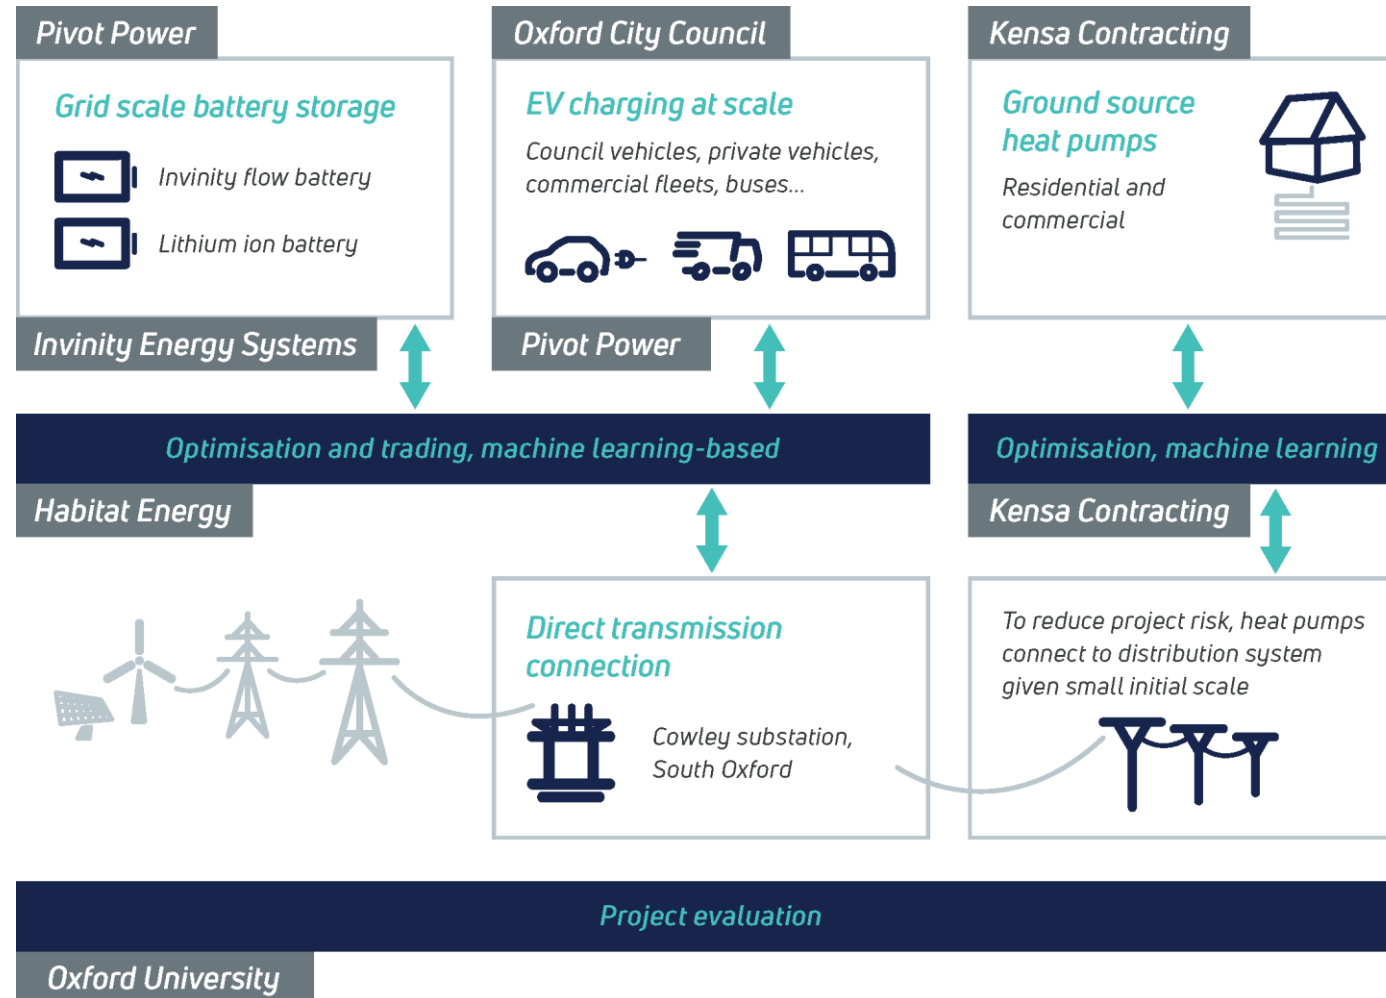 Pivot Power
Grid scale battery storage
Invinity flow battery
Lithium ion battery
Invinity Energy Systems
Oxford City Council
EV charging at scale
Council vehicles, private vehicles,
commercial fleets, buses...
Pivot Power
Kensa Contracting
Ground source
heat pumps
Residential and
commercial
Optimisation and trading, machine learning-based
Habitat Energy
Optimisation, machine learning
Kensa Contracting
Direct transmission
connection
Cowley substation,
South Oxford
To reduce project risk, heat pumps
connect to distribution system
given small initial scale
Project evaluation
Oxford University